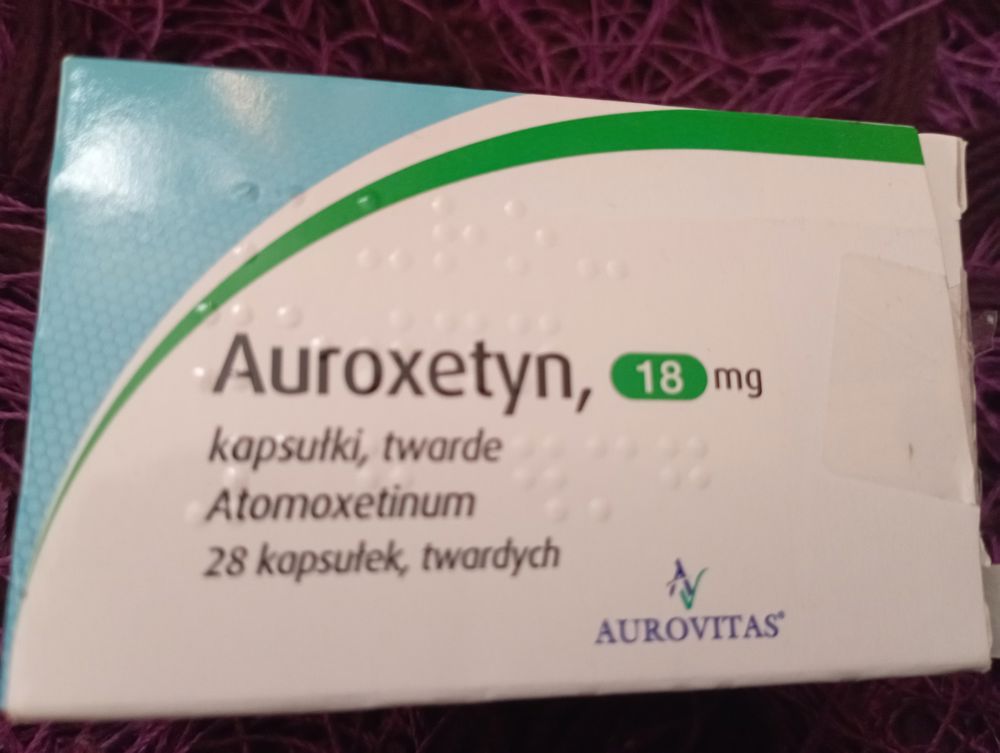 Auroxetyn, 18 mg
kapsułki, twarde
Atomoxetinum
28 kapsułek, twardych
AUROVITAS®